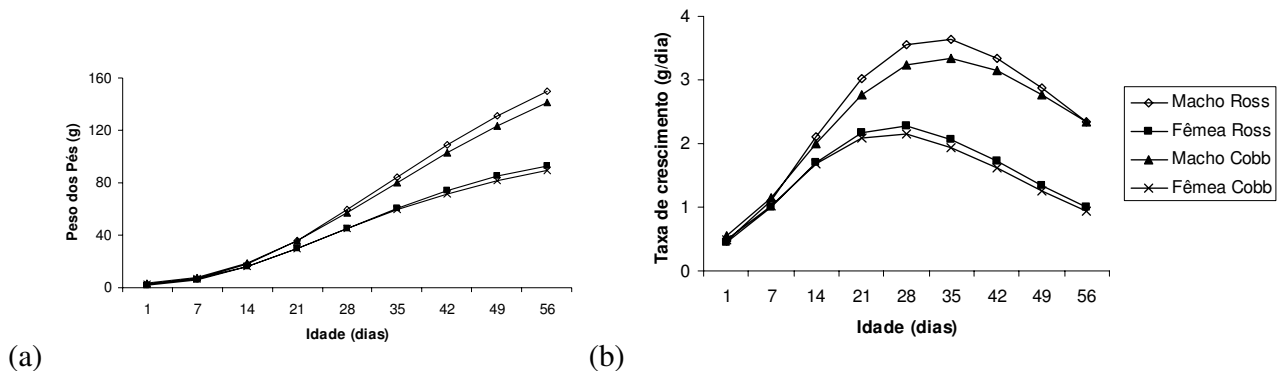 Peso dos Pés (g)
160
120
80
40
0
1 7 14 21 28 35 42 49 56
Idade (dias)
(a)
Taxa de crescimento (g/dia)
4
3
2
1
0
1 7 14 21 28 35 42 49 56
Idade (dias)
(b)
Macho Ross
Fêmea Ross
Macho Cobb
Fêmea Cobb